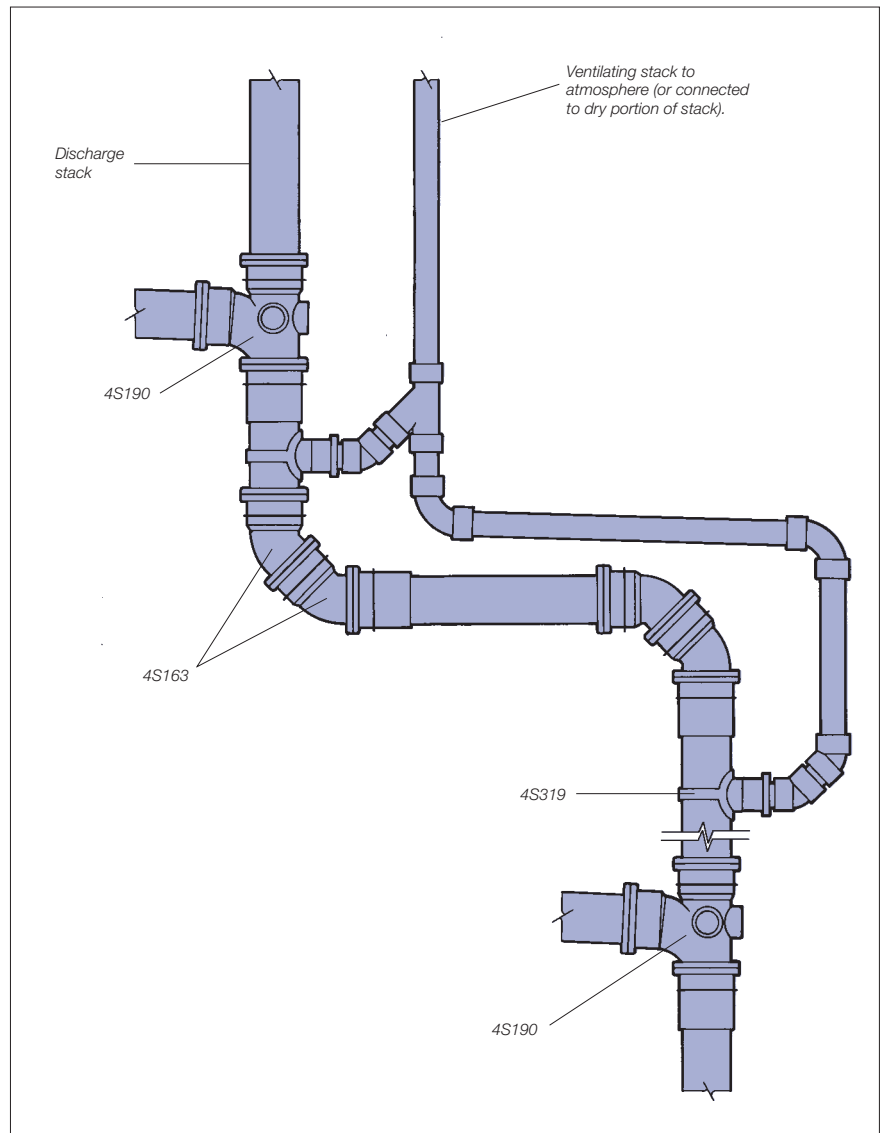 Ventilating stack to
atmosphere (or connected
to dry portion of stack).
Discharge
stack
4S190
4S163
4S319
4S190